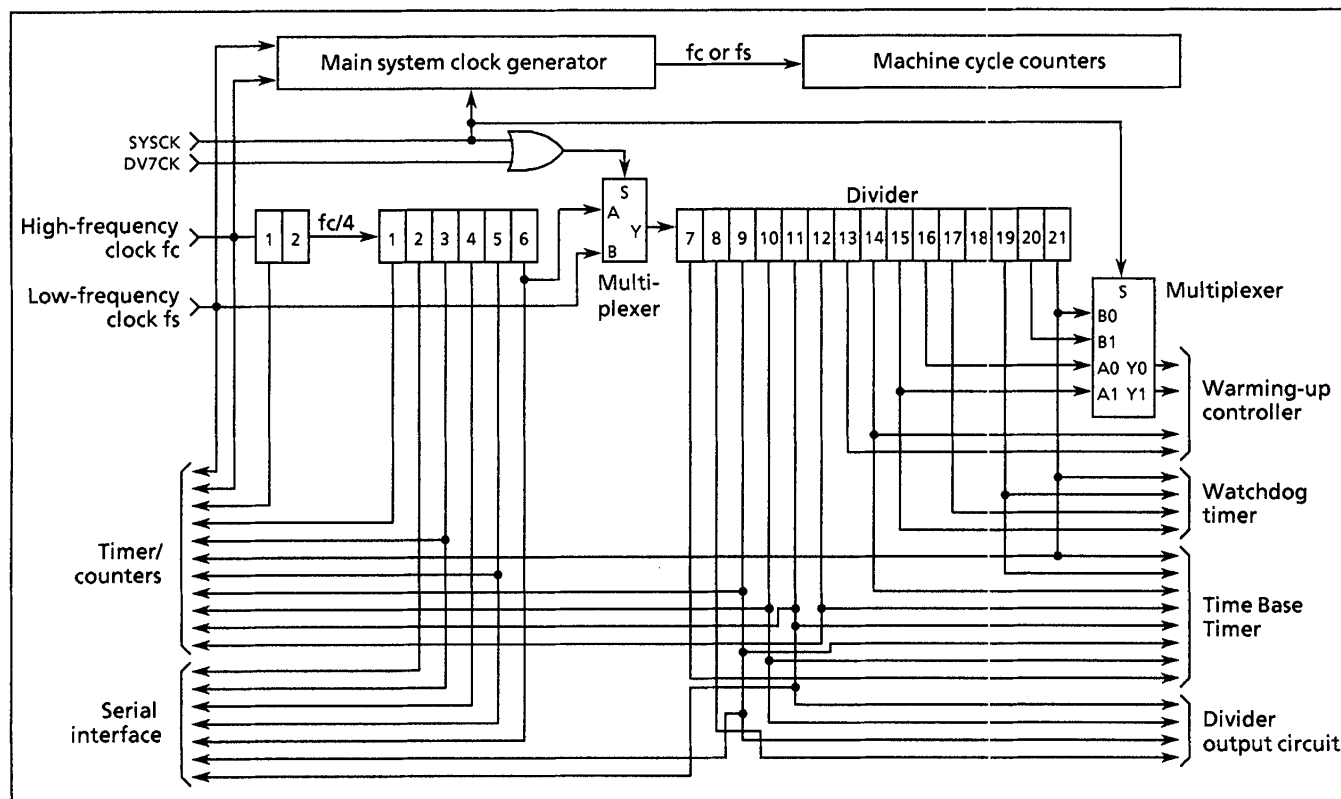 Main system clock generator
fc or fs
Machine cycle counters
SYSCK
DV7CK
S
A
Y
B
Multi-
plexer
Divider
High-frequency
clock fc
1 2
fc/4
1 2 3 4 5 6
7 8 9 10 11 12 13 14 15 16 17 18 19 20 21
Low-frequency
clock fs
S
B0
B1
A0 Y0
A1 Y1
Multiplexer
Warming-up
controller
Watchdog
timer
Timer/
counters
Time Base
Timer
Serial
interface
Divider
output circuit